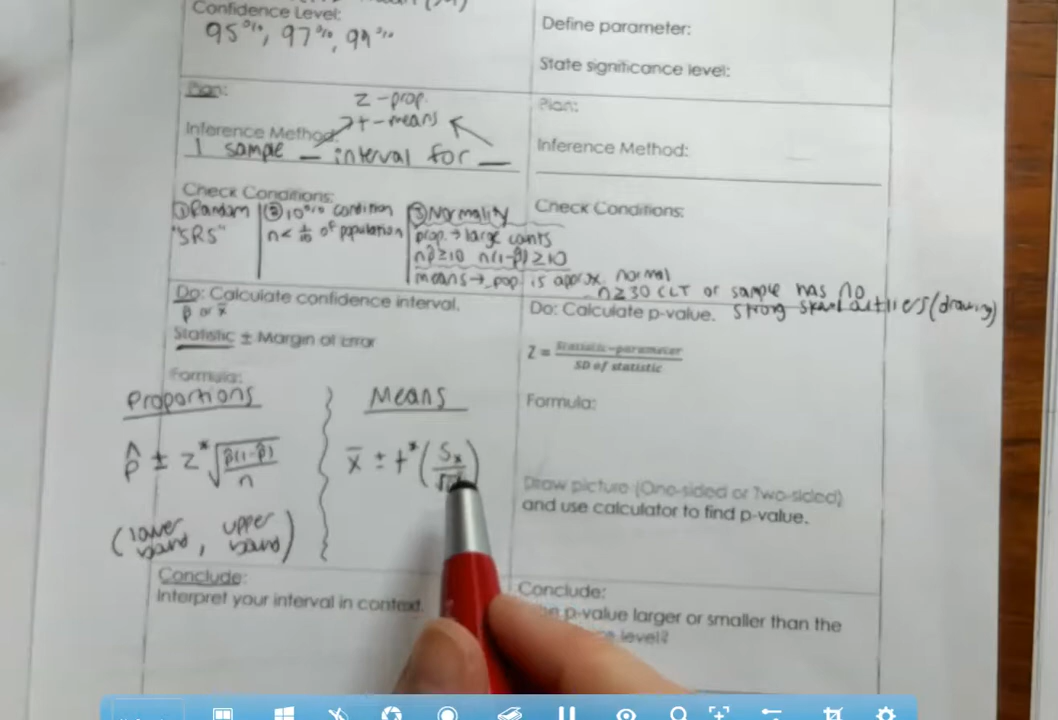 Confidence Level:
95%, 97%, 99%
Plan:
z - prop.
t - means
Inference Method:
1 sample _ interval for __
Check Conditions:
① Random
"SRS"
② 10% condition
n < 1/10 of population
③ Normality
prop. → large counts
np̂ ≥ 10 n(1-p̂) ≥ 10
means → pop. is approx. normal
n ≥ 30 CLT or sample has no
strong skew/outliers (drawing)
Do: Calculate confidence interval.
p̂ or x̄
Statistic ± Margin of Error
Formula:
Proportions
p̂ ± z* √(p̂(1-p̂)/n)
(lower bound, upper bound)
Means
x̄ ± t* (Sx/√n)
Conclude:
Interpret your interval in context.
Define parameter:
State significance level:
Plan:
Inference Method:
Check Conditions:
Do: Calculate p-value.
Z = Statistic-parameter / SD of statistic
Formula:
Draw picture (One-sided or Two-sided)
and use calculator to find p-value.
Conclude:
p-value larger or smaller than the
level?